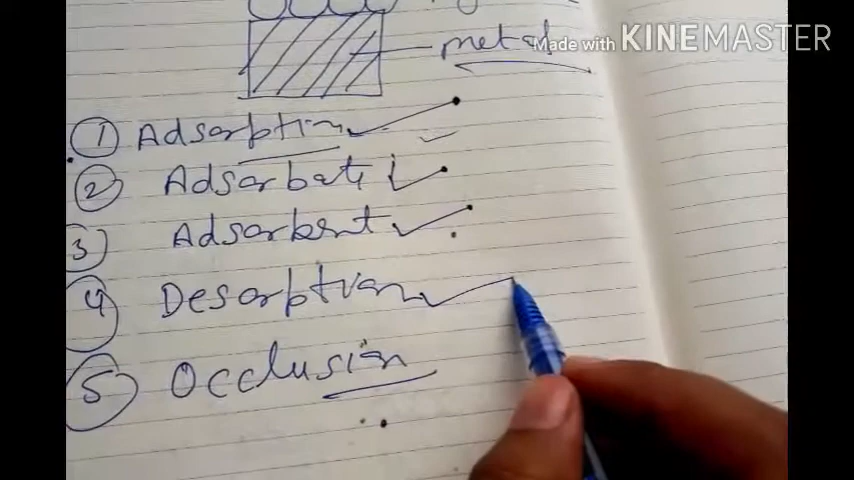 metal
Made with KINEMASTER
① Adsorption
② Adsorbate
③ Adsorbent
④ Desorption
⑤ Occlusion